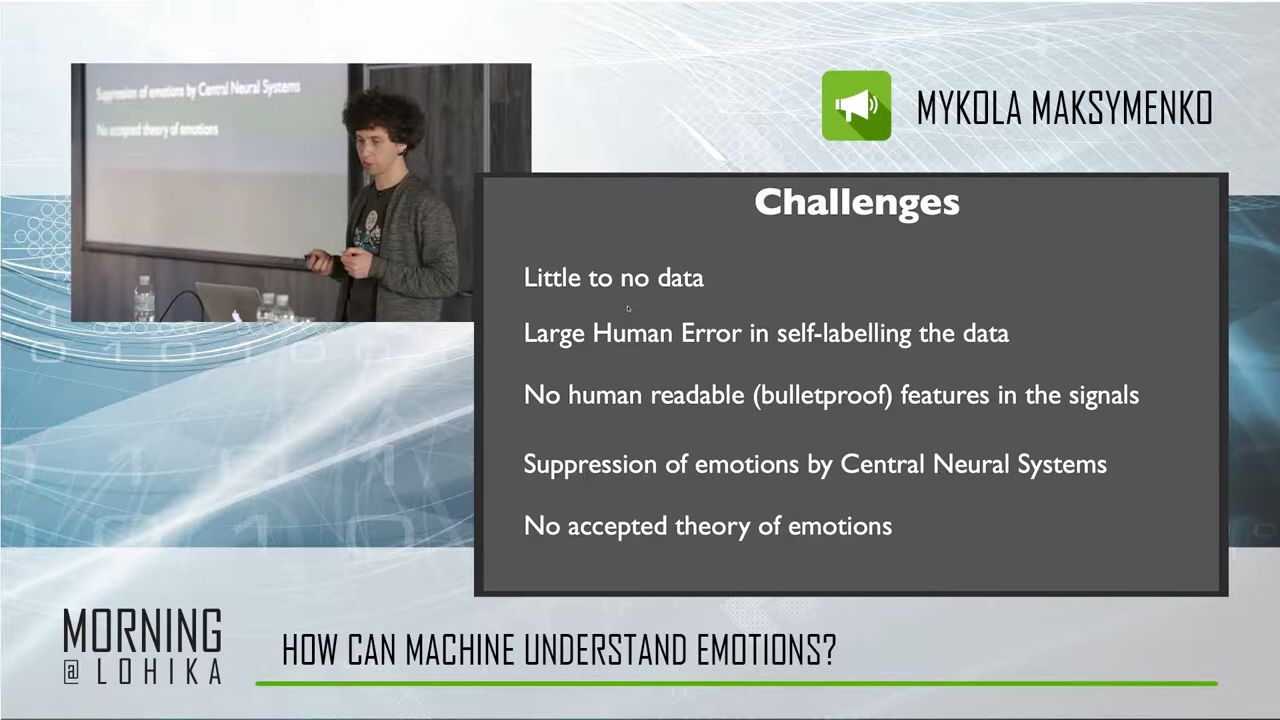 Suppression of emotions by Central Neural Systems
No accepted theory of emotions
MYKOLA MAKSYMENKO
Challenges
Little to no data
Large Human Error in self-labelling the data
No human readable (bulletproof) features in the signals
Suppression of emotions by Central Neural Systems
No accepted theory of emotions
MORNING
@ LOHIKA
HOW CAN MACHINE UNDERSTAND EMOTIONS?